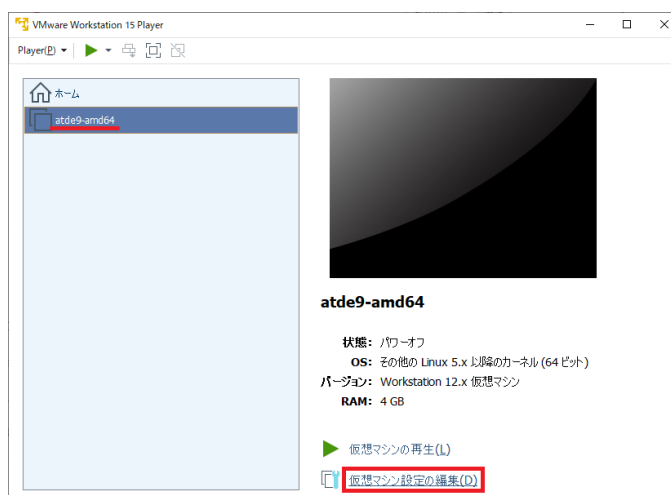 VMware Workstation 15 Player
Player(P)
ホーム
atde9-amd64
atde9-amd64
状態: パワーオフ
OS: その他の Linux 5.x 以降のカーネル (64 ビット)
バージョン: Workstation 12.x 仮想マシン
RAM: 4 GB
仮想マシンの再生(L)
仮想マシン設定の編集(D)